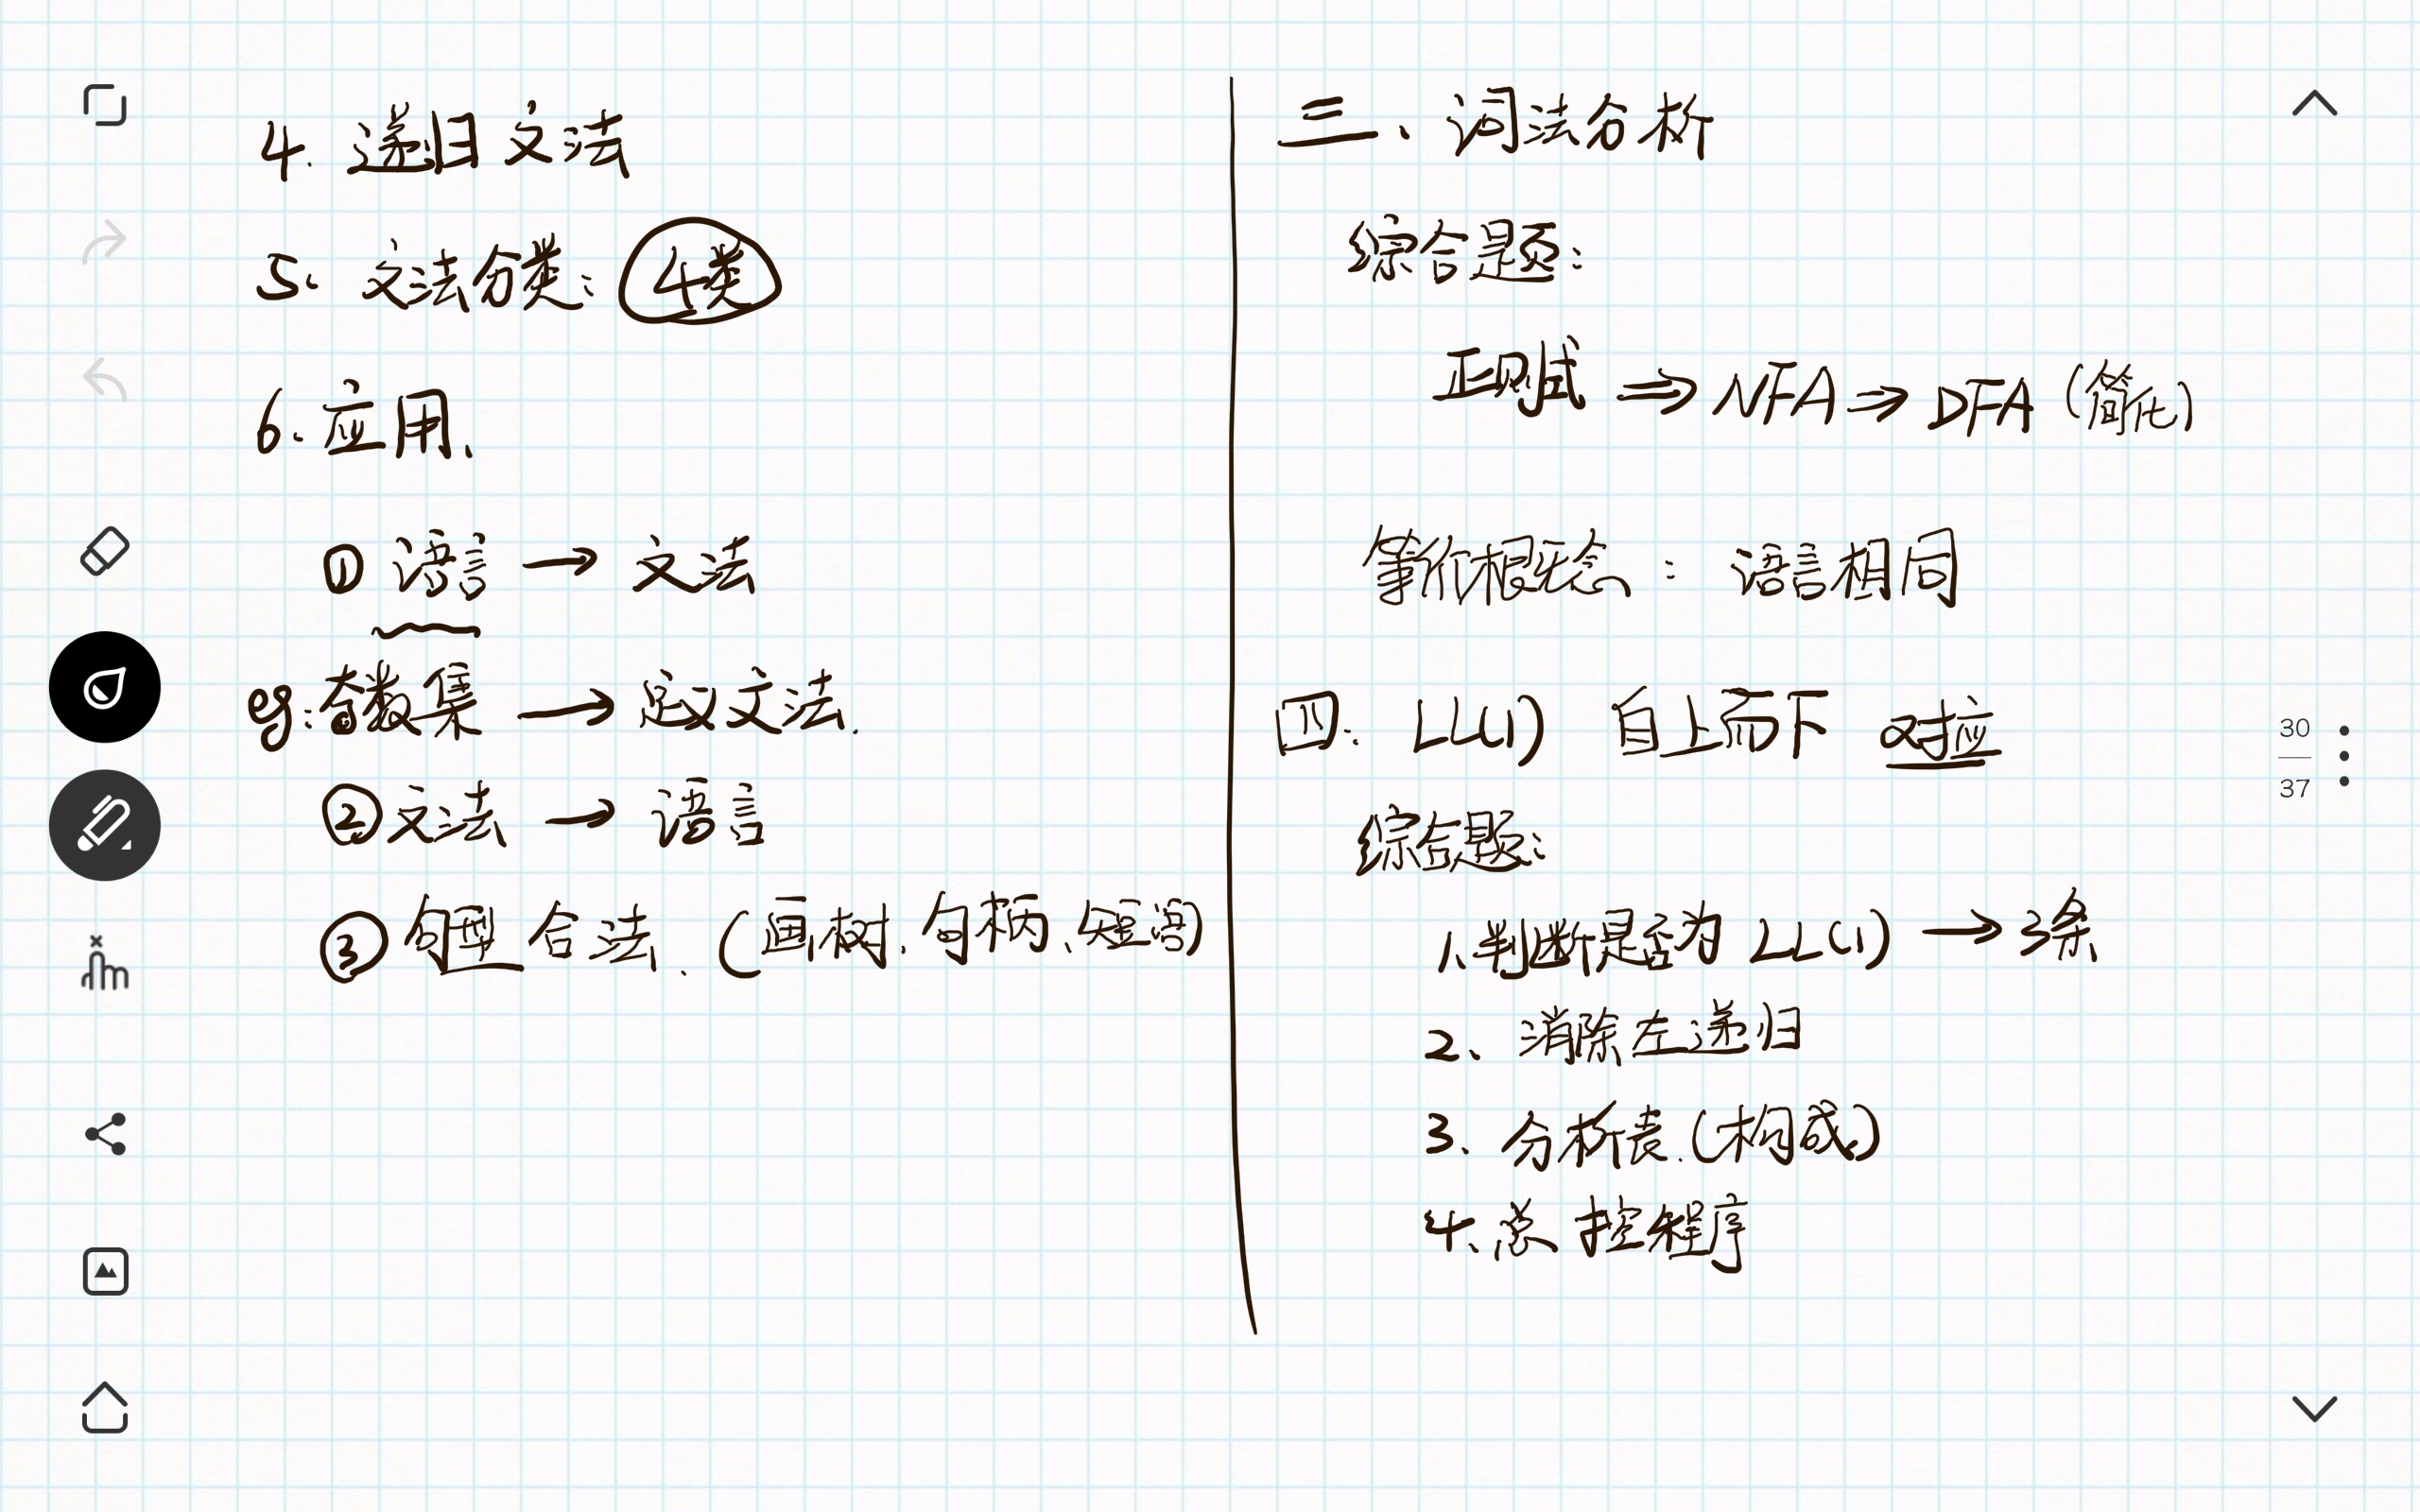 4. 递归文法
5. 文法分类: 4类
6. 应用、
① 语言 → 文法
eg: 奇数集 → 定义文法.
② 文法 → 语言
③ 句型合法. (画树、句柄、短语)
三、词法分析
综合题:
正则式 ⇒ NFA ⇒ DFA (简化)
等价概念: 语言相同
四. LL(1) 自上而下
综合题:
1.判断是否为 LL(1) → 3条
2、消除左递归
3、分析表.(构成)
4、总控程序
30
37